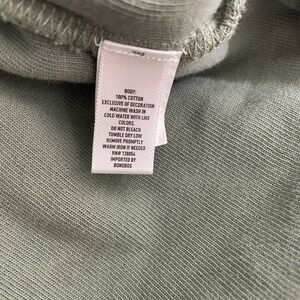 BODY:
100% COTTON
EXCLUSIVE OF DECORATION
MACHINE WASH IN
COLD WATER WITH LIKE
COLORS.
DO NOT BLEACH
TUMBLE DRY LOW
REMOVE PROMPTLY
WARM IRON IF NEEDED
RN# 128054
IMPORTED BY
BONOBOS